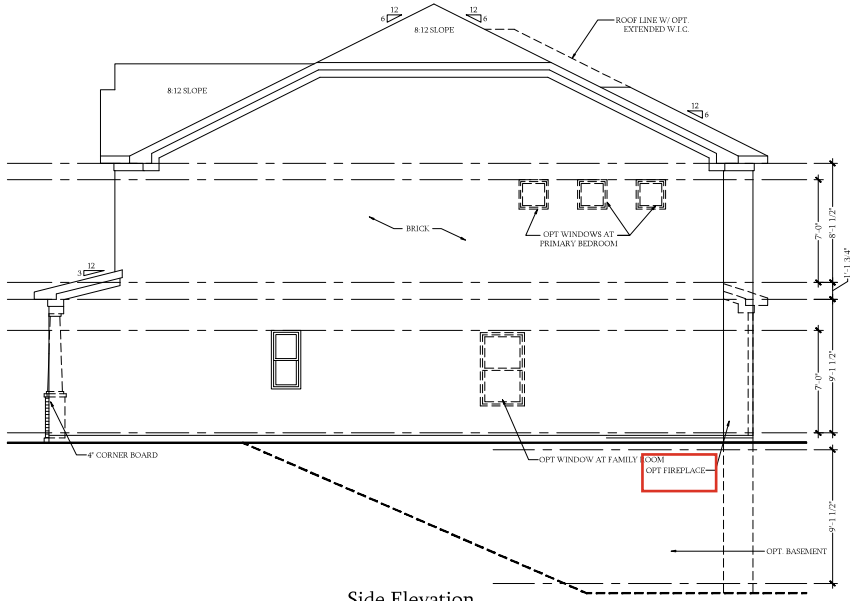 12
6
12
6
8:12 SLOPE
ROOF LINE W/ OPT.
EXTENDED W.I.C.
8:12 SLOPE
12
6
OPT WINDOWS AT
PRIMARY BEDROOM
BRICK
7'-0"
8'-1 1/2"
1'-1 3/4"
12
3
7'-0"
9'-1 1/2"
4" CORNER BOARD
OPT WINDOW AT FAMILY ROOM
OPT FIREPLACE
9'-1 1/2"
OPT. BASEMENT
Side Elevation